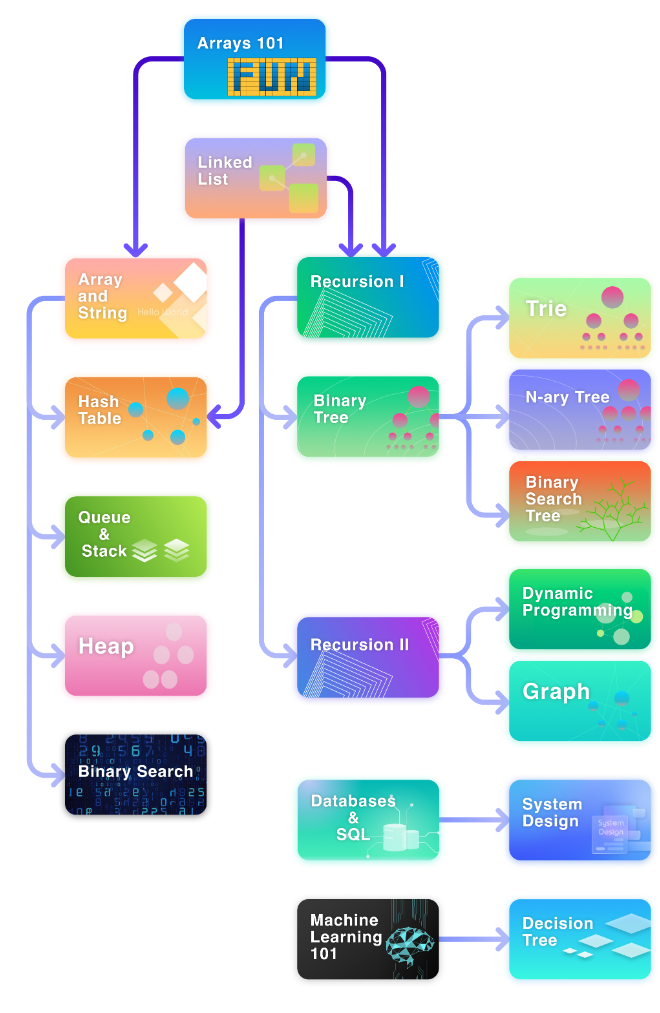 Arrays 101
FUN
Linked
List
Array
and
String
Hello World
Recursion I
Trie
Hash
Table
Binary
Tree
N-ary Tree
Binary
Search
Tree
Queue
&
Stack
Dynamic
Programming
Heap
Recursion II
Graph
Binary Search
Databases
&
SQL
System
Design
System
Design
Machine
Learning
101
Decision
Tree